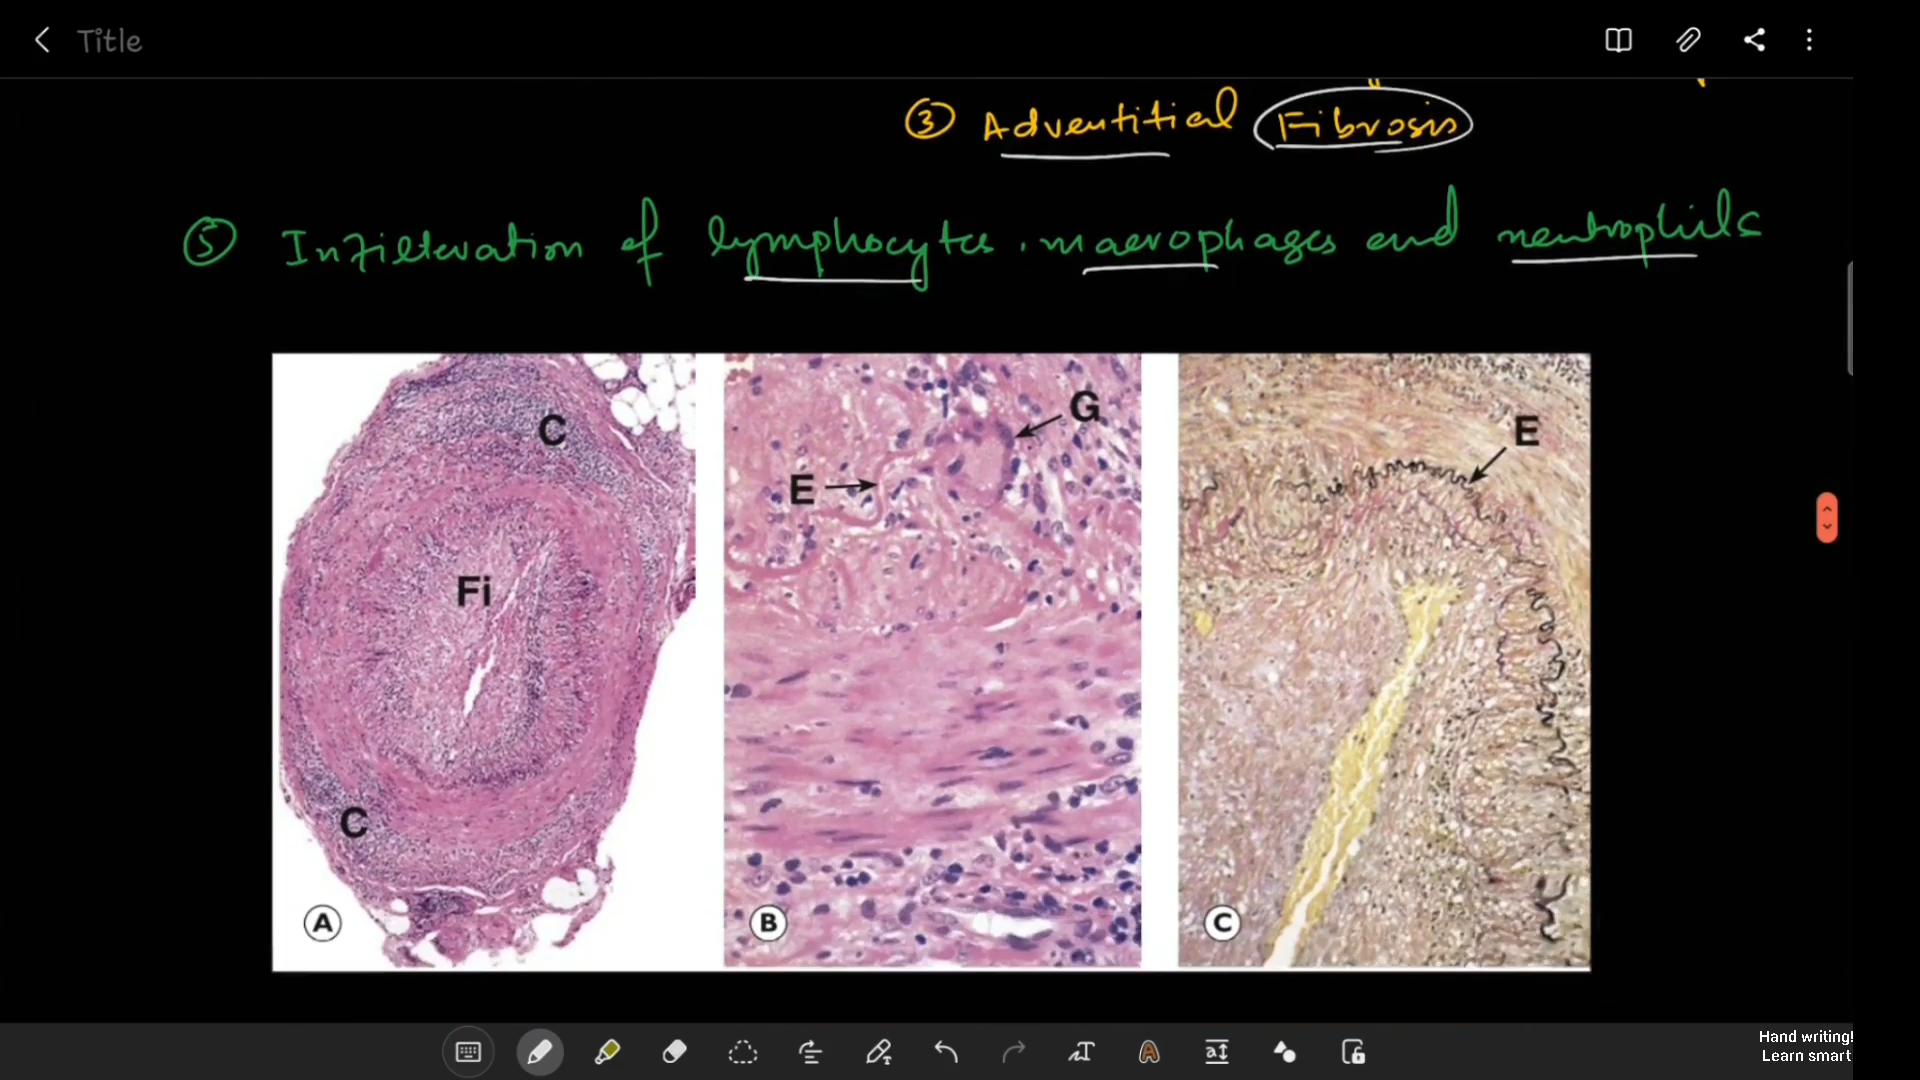 Title
③ Adventitial Fibrosis
⑤ Infiltration of lymphocytes, macrophages and neutrophils
C
Fi
C
A
G
E
B
E
C
Hand writing!
Learn smart